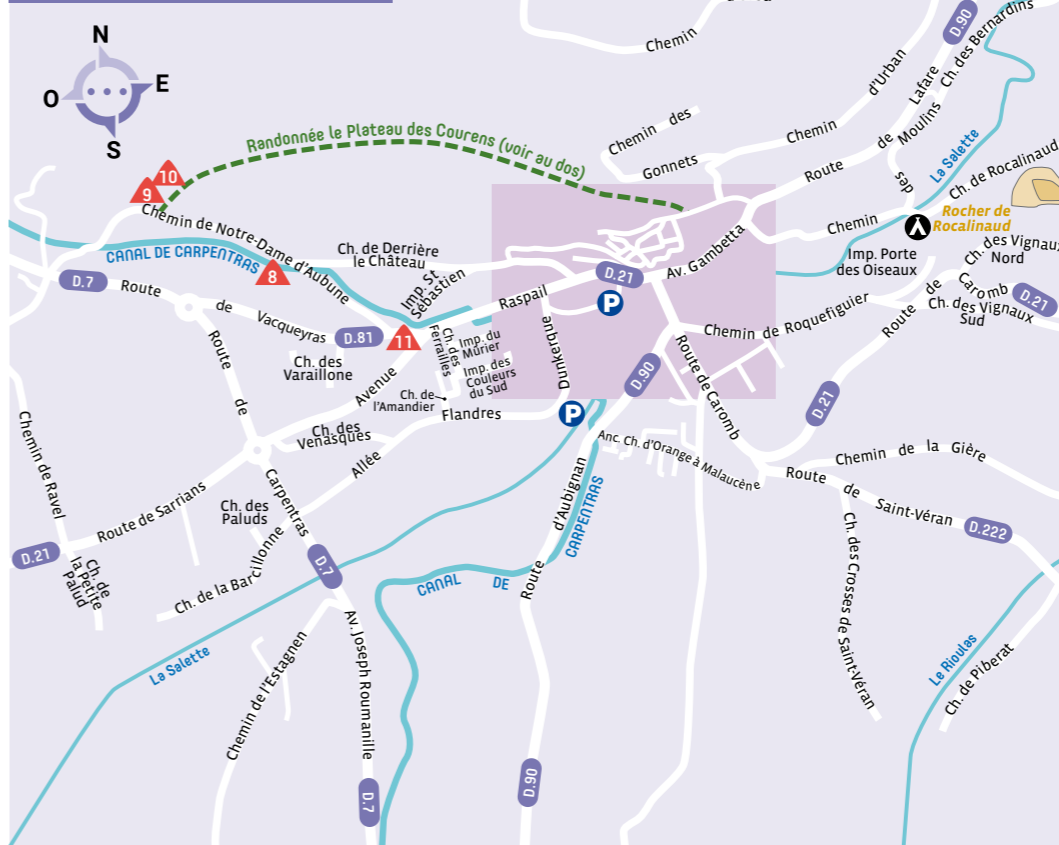 N
O
E
S
Chemin
D.90
Ch. des Bernardins
Lafare
d'Urban
Chemin
Chemin des
Gonnets
Route de
Moulins
des
Chemin
La Salette
Ch. de Rocalinaud
Rocher de
Rocalinaud
Randonnée le Plateau des Courens (voir au dos)
10
9
Chemin de Notre-Dame d'Aubune
CANAL DE CARPENTRAS
8
Ch. de Derrière
le Château
Imp. St
Sébastien
D.21
Av. Gambetta
Raspail
P
Imp. Porte
des Oiseaux
Ch. des Vignaux
Nord
Route de Caromb
D.21
Ch. des Vignaux
Sud
D.7
Route de Vacqueyras
D.81
11
Ch. des
Ferrailles
Imp. du
Mûrier
Imp. des
Couleurs
du Sud
Dunkerque
Chemin de Roquefiguier
D.90
Route de Caromb
D.21
Ch. des
Varaillone
Avenue
Route de
Ch. de
l'Amandier
Flandres
P
Ch. des
Venasques
Allée
Anc. Ch. d'Orange à Malaucène
Chemin de la Gière
Route de Saint-Véran
D.222
Chemin de Ravel
Route de Sarrians
D.21
Ch. de
la Petite
Palud
Carpentras
Ch. des
Paluds
D.7
Ch. de la Barcillonne
Route d'Aubignan
CANAL DE CARPENTRAS
Ch. des Crosses de Saint-Véran
La Salette
Chemin de l'Estagnen
Av. Joseph Roumanille
Le Rioulas
Ch. de Piberat
D.7
D.90